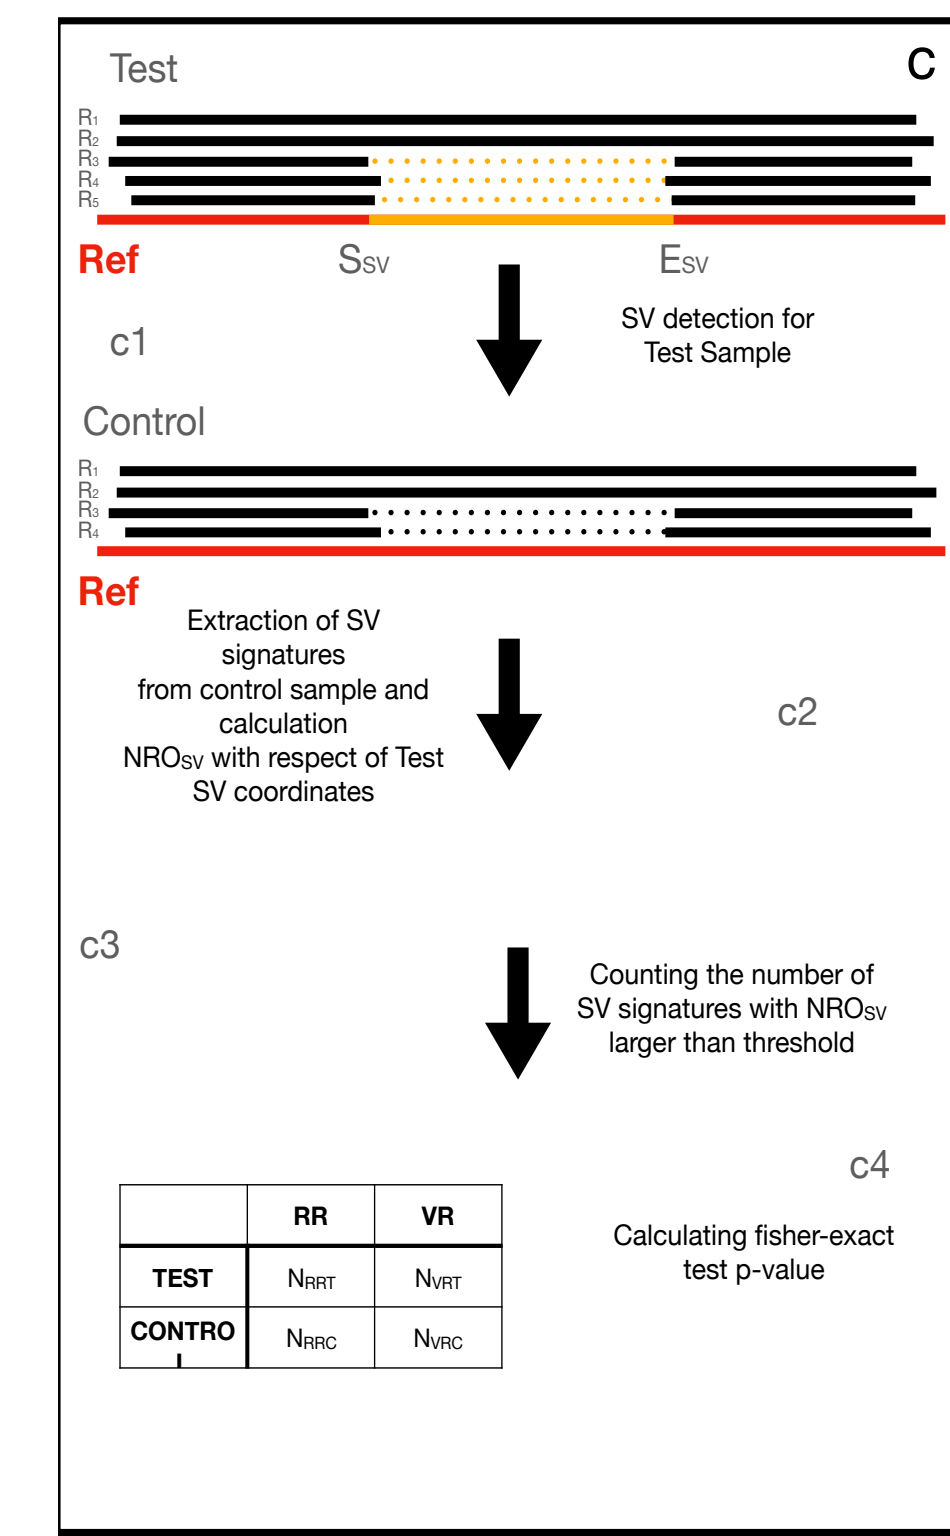 Test
C
R1
R2
R3
R4
R5
Ref
SSV
ESV
SV detection for
Test Sample
c1
Control
R1
R2
R3
R4
Ref
Extraction of SV
signatures
from control sample and
calculation
NROSV with respect of Test
SV coordinates
c2
c3
Counting the number of
SV signatures with NROSV
larger than threshold
c4
Calculating fisher-exact
test p-value
RR VR
TEST NRRT NVRT
CONTRO NRRC NVRC